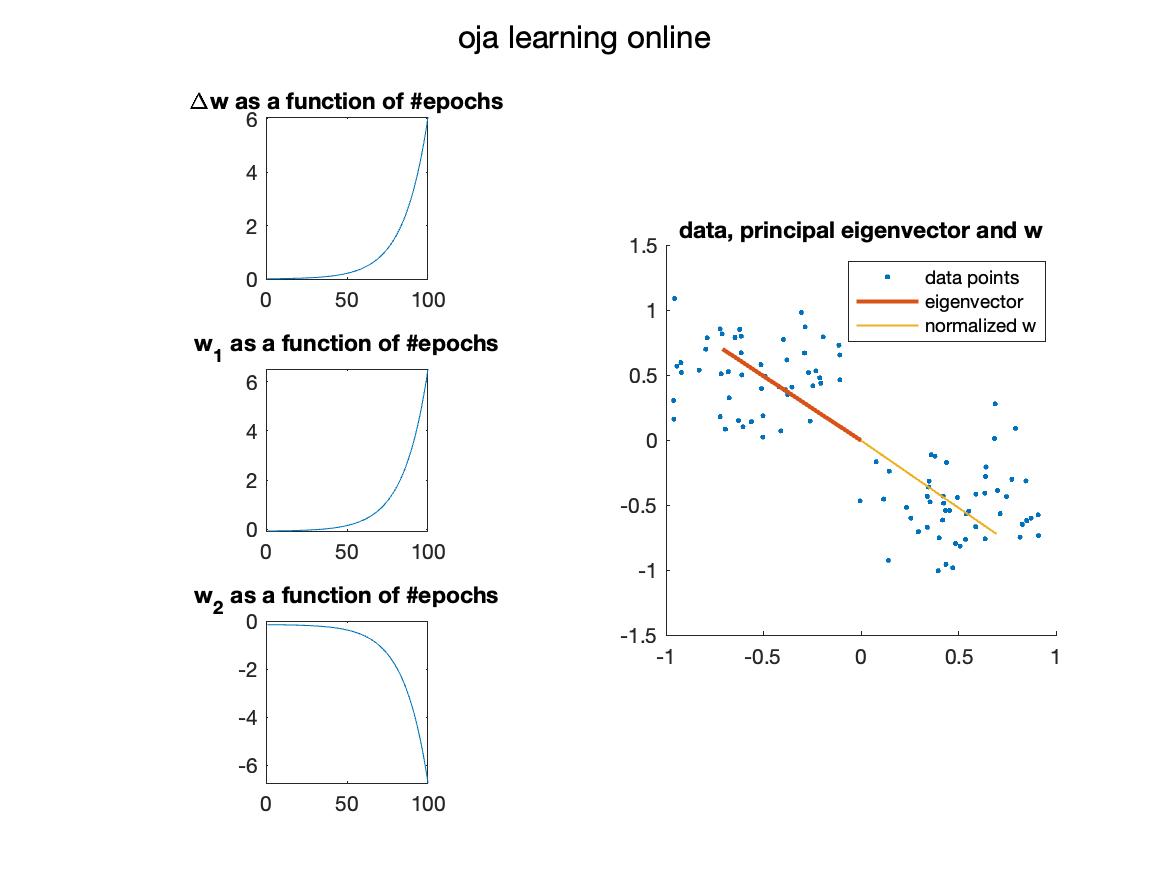 oja learning online
Δw as a function of #epochs
6
4
2
0
0 50 100
w1 as a function of #epochs
6
4
2
0
0 50 100
w2 as a function of #epochs
0
-2
-4
-6
0 50 100
data, principal eigenvector and w
1.5
1
0.5
0
-0.5
-1
-1.5
-1 -0.5 0 0.5 1
data points
eigenvector
normalized w